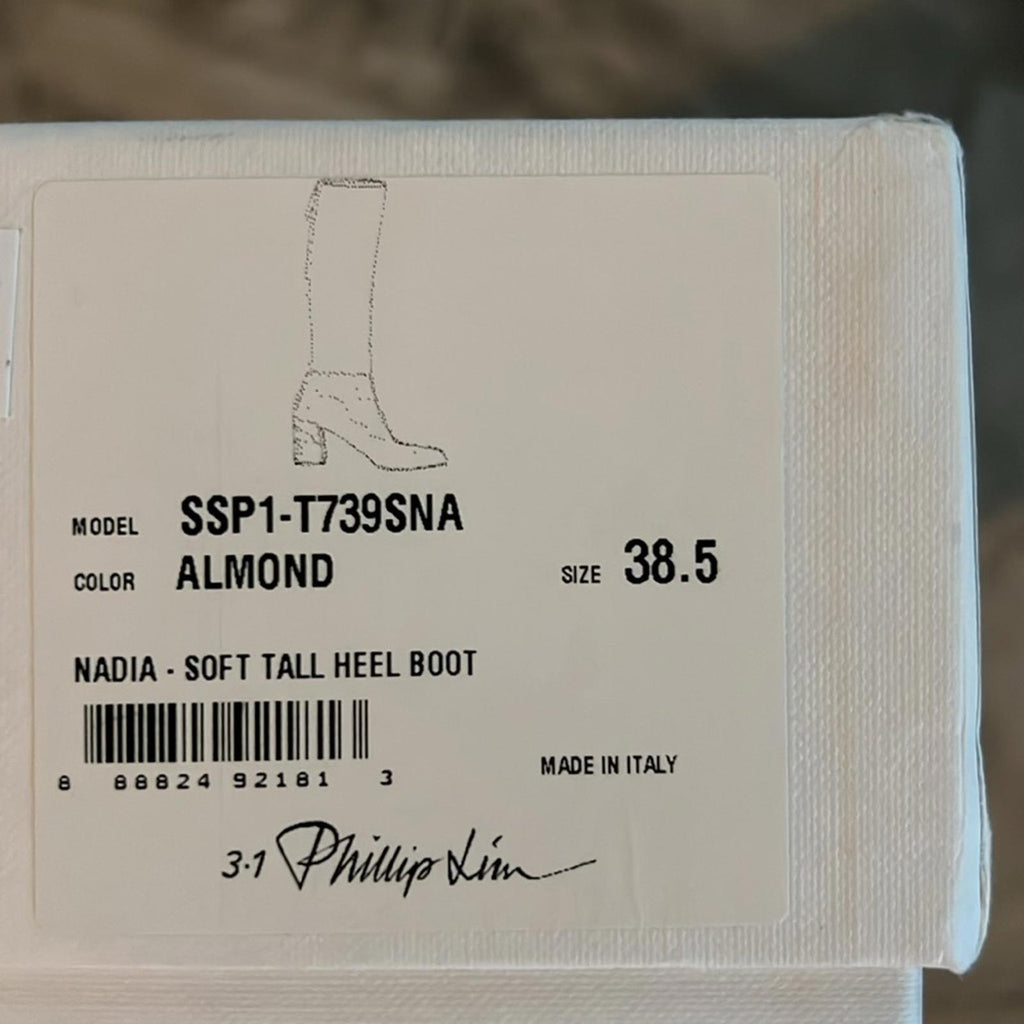 MODEL SSP1-T739SNA
COLOR ALMOND
SIZE 38.5
NADIA - SOFT TALL HEEL BOOT
8 88824 92181 3
MADE IN ITALY
3·1 Phillip Lim